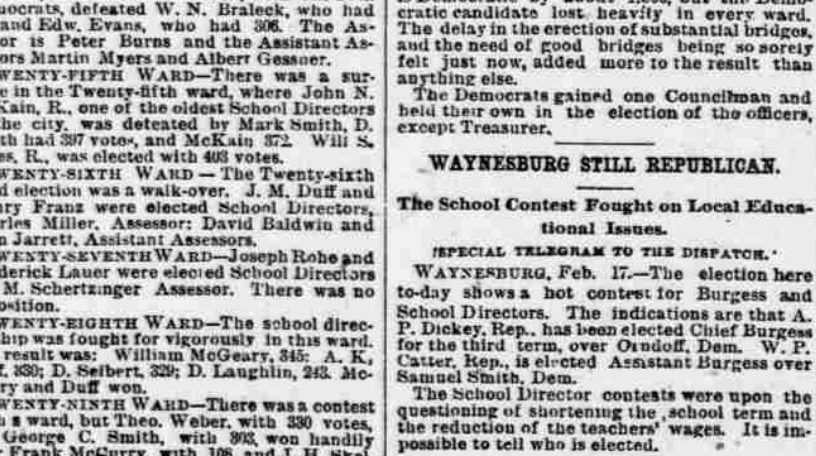 nocrats, defeated W. N. Braleck, who had
and Edw. Evans, who had 306. The As-
or is Peter Burns and the Assistant As-
ors Martin Myers and Albert Gessner.
WENTY-FIFTH WARD—There was a sur-
e in the Twenty-fifth ward, where John N.
Kain, R., one of the oldest School Directors
the city, was defeated by Mark Smith, D.
th had 397 votes, and McKain 372. Will S.
es, R., was elected with 403 votes.
WENTY-SIXTH WARD — The Twenty-sixth
d election was a walk-over. J. M. Duff and
nry Franz were elected School Directors,
rles Miller, Assessor; David Baldwin and
n Jarrett, Assistant Assessors.
WENTY-SEVENTH WARD—Joseph Rohe and
derick Lauer were elected School Directors
M. Schertzinger Assessor. There was no
position.
WENTY-EIGHTH WARD—The school direc-
hip was fought for vigorously in this ward.
result was: William McGeary, 345; A. K.
f. 330; D. Seibert, 329; D. Laughlin, 243. Mc-
ry and Duff won.
WENTY-NINTH WARD—There was a contest
s ward, but Theo. Weber, with 330 votes,
George C. Smith, with 303, won handily
Frank McCurry, with 108, and J. H.
cratic candidate lost heavily in every ward.
The delay in the erection of substantial bridges,
and the need of good bridges being so sorely
felt just now, added more to the result than
anything else.
The Democrats gained one Councilman and
held their own in the election of the officers,
except Treasurer.
WAYNESBURG STILL REPUBLICAN.
The School Contest Fought on Local Educa-
tional Issues.
[SPECIAL TELEGRAM TO THE DISPATCH.
WAYNESBURG, Feb. 17.—The election here
to-day shows a hot contest for Burgess and
School Directors. The indications are that A.
P. Dickey, Rep., has been elected Chief Burgess
for the third term, over Orndoff, Dem. W. P.
Catter, Rep., is elected Assistant Burgess over
Samuel Smith, Dem.
The School Director contests were upon the
questioning of shortening the school term and
the reduction of the teachers' wages. It is im-
possible to tell who is elected.